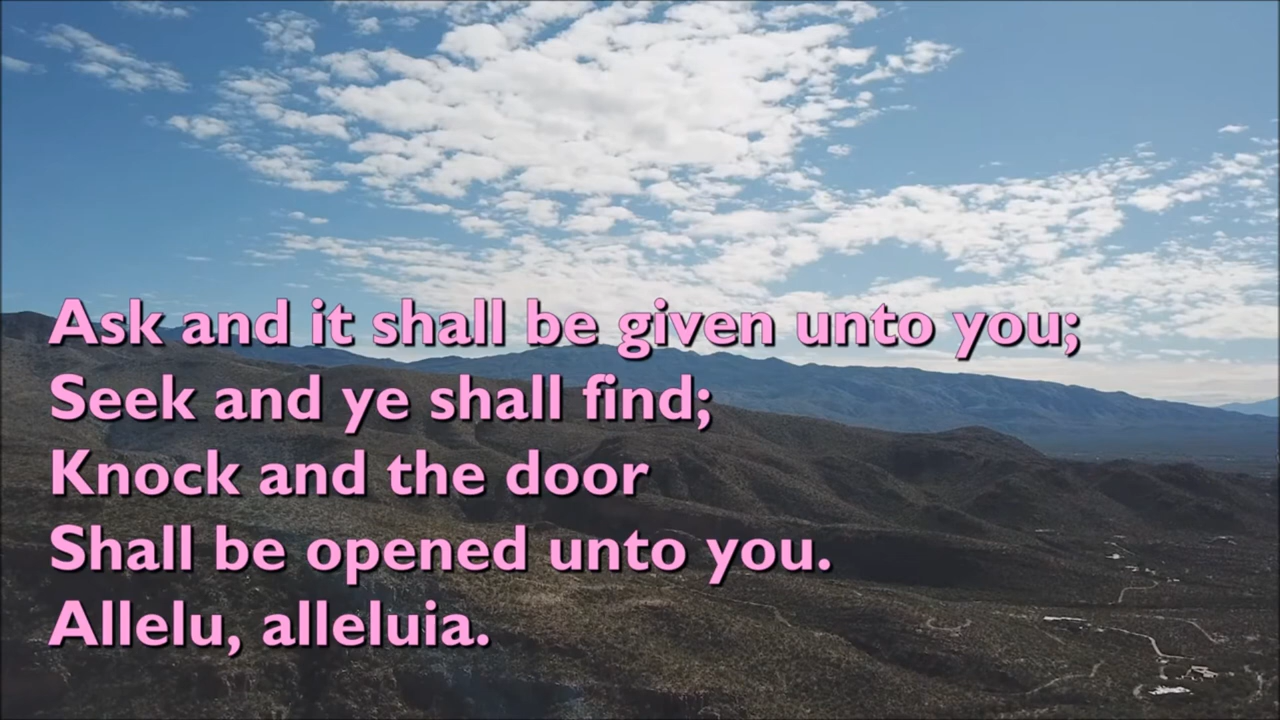 Ask and it shall be given unto you;
Seek and ye shall find;
Knock and the door
Shall be opened unto you.
Allelu, alleluia.